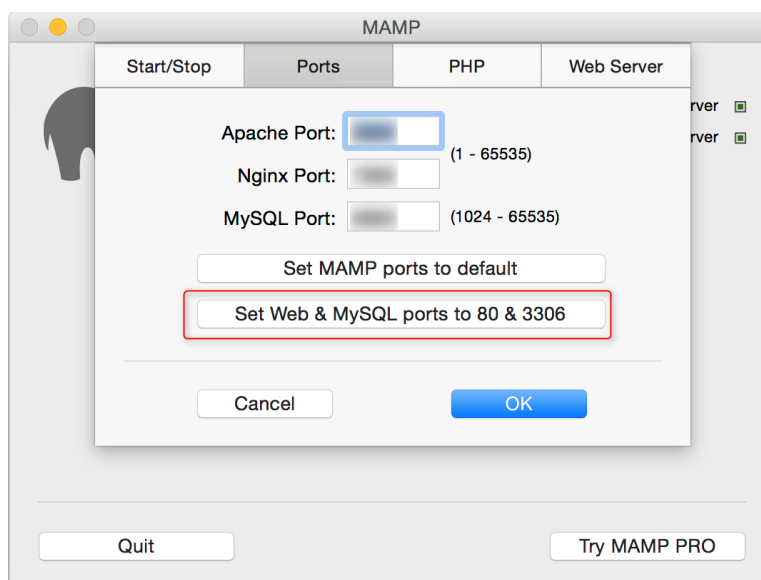 MAMP
Start/Stop Ports PHP Web Server
rver
rver
Apache Port:
(1 - 65535)
Nginx Port:
MySQL Port: (1024 - 65535)
Set MAMP ports to default
Set Web & MySQL ports to 80 & 3306
Cancel OK
Quit Try MAMP PRO